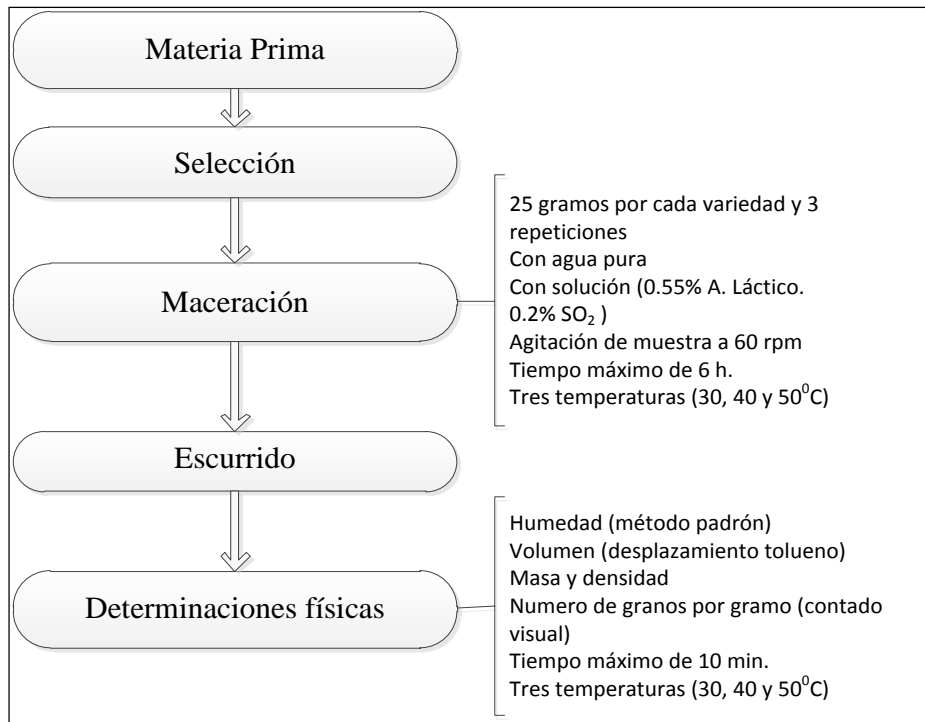 Materia Prima
Selección
Maceración
25 gramos por cada variedad y 3
repeticiones
Con agua pura
Con solución (0.55% A. Láctico.
0.2% SO₂ )
Agitación de muestra a 60 rpm
Tiempo máximo de 6 h.
Tres temperaturas (30, 40 y 50⁰C)
Escurrido
Determinaciones físicas
Humedad (método padrón)
Volumen (desplazamiento tolueno)
Masa y densidad
Numero de granos por gramo (contado
visual)
Tiempo máximo de 10 min.
Tres temperaturas (30, 40 y 50⁰C)